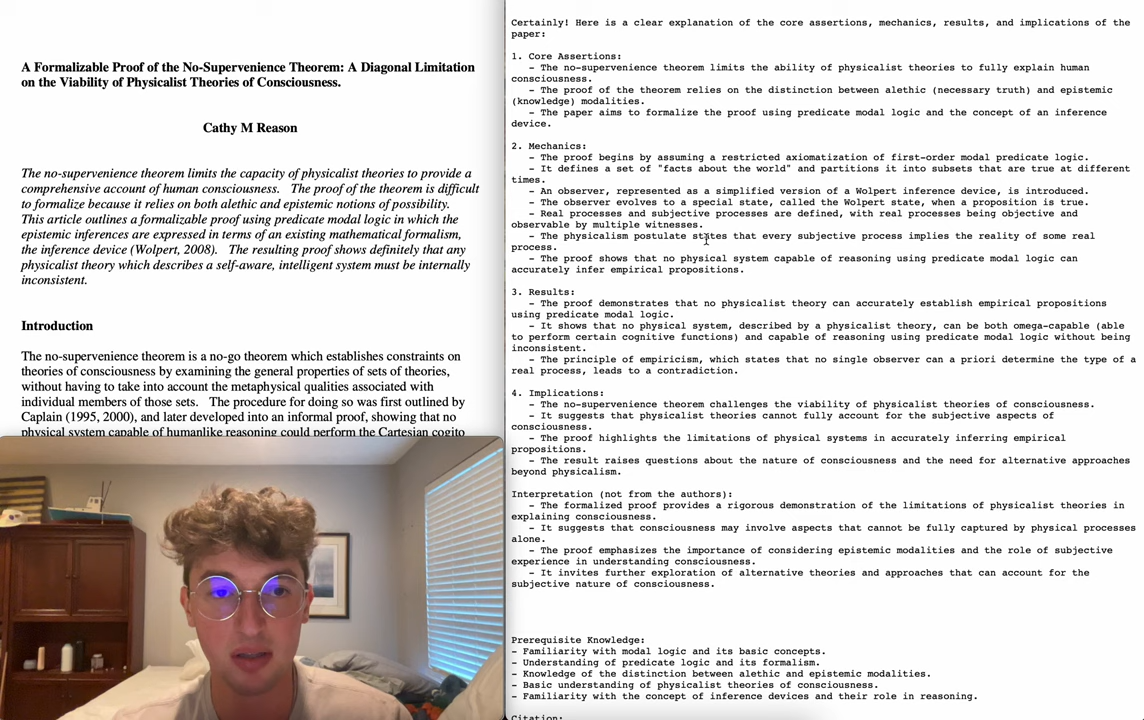 A Formalizable Proof of the No-Supervenience Theorem: A Diagonal Limitation
on the Viability of Physicalist Theories of Consciousness.
Cathy M Reason
The no-supervenience theorem limits the capacity of physicalist theories to provide a
comprehensive account of human consciousness. The proof of the theorem is difficult
to formalize because it relies on both alethic and epistemic notions of possibility.
This article outlines a formalizable proof using predicate modal logic in which the
epistemic inferences are expressed in terms of an existing mathematical formalism,
the inference device (Wolpert, 2008). The resulting proof shows definitely that any
physicalist theory which describes a self-aware, intelligent system must be internally
inconsistent.
Introduction
The no-supervenience theorem is a no-go theorem which establishes constraints on
theories of consciousness by examining the general properties of sets of theories,
without having to take into account the metaphysical qualities associated with
individual members of those sets. The procedure for doing so was first outlined by
Caplain (1995, 2000), and later developed into an informal proof, showing that no
physical system capable of humanlike reasoning could perform the Cartesian cogito
Certainly! Here is a clear explanation of the core assertions, mechanics, results, and implications of the
paper:
1. Core Assertions:
- The no-supervenience theorem limits the ability of physicalist theories to fully explain human
consciousness.
- The proof of the theorem relies on the distinction between alethic (necessary truth) and epistemic
(knowledge) modalities.
- The paper aims to formalize the proof using predicate modal logic and the concept of an inference
device.
2. Mechanics:
- The proof begins by assuming a restricted axiomatization of first-order modal predicate logic.
- It defines a set of "facts about the world" and partitions it into subsets that are true at different
times.
- An observer, represented as a simplified version of a Wolpert inference device, is introduced.
- The observer evolves to a special state, called the Wolpert state, when a proposition is true.
- Real processes and subjective processes are defined, with real processes being objective and
observable by multiple witnesses.
- The physicalism postulate states that every subjective process implies the reality of some real
process.
- The proof shows that no physical system capable of reasoning using predicate modal logic can
accurately infer empirical propositions.
3. Results:
- The proof demonstrates that no physicalist theory can accurately establish empirical propositions
using predicate modal logic.
- It shows that no physical system, described by a physicalist theory, can be both omega-capable (able
to perform certain cognitive functions) and capable of reasoning using predicate modal logic without being
inconsistent.
- The principle of empiricism, which states that no single observer can a priori determine the type of a
real process, leads to a contradiction.
4. Implications:
- The no-supervenience theorem challenges the viability of physicalist theories of consciousness.
- It suggests that physicalist theories cannot fully account for the subjective aspects of
consciousness.
- The proof highlights the limitations of physical systems in accurately inferring empirical
propositions.
- The result raises questions about the nature of consciousness and the need for alternative approaches
beyond physicalism.
Interpretation (not from the authors):
- The formalized proof provides a rigorous demonstration of the limitations of physicalist theories in
explaining consciousness.
- It suggests that consciousness may involve aspects that cannot be fully captured by physical processes
alone.
- The proof emphasizes the importance of considering epistemic modalities and the role of subjective
experience in understanding consciousness.
- It invites further exploration of alternative theories and approaches that can account for the
subjective nature of consciousness.
Prerequisite Knowledge:
- Familiarity with modal logic and its basic concepts.
- Understanding of predicate logic and its formalism.
- Knowledge of the distinction between alethic and epistemic modalities.
- Basic understanding of physicalist theories of consciousness.
- Familiarity with the concept of inference devices and their role in reasoning.
Citation: